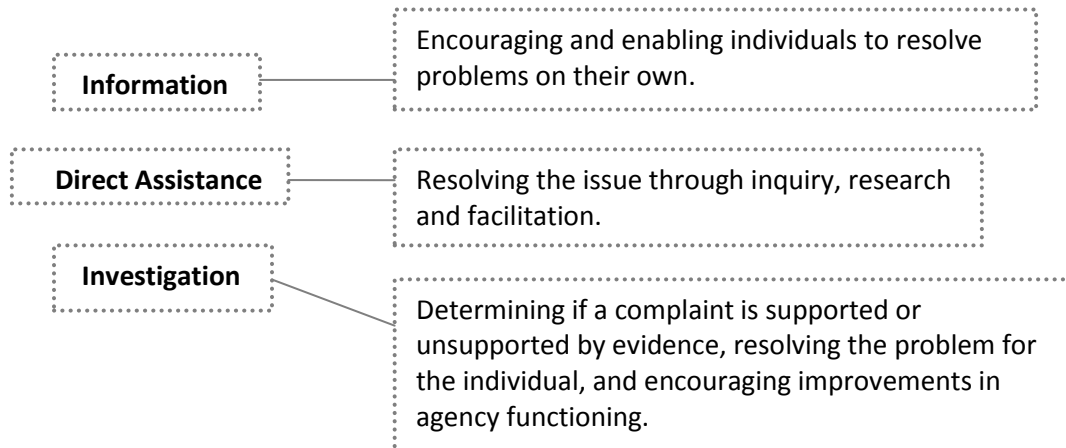 Information
Encouraging and enabling individuals to resolve
problems on their own.
Direct Assistance
Resolving the issue through inquiry, research
and facilitation.
Investigation
Determining if a complaint is supported or
unsupported by evidence, resolving the problem for
the individual, and encouraging improvements in
agency functioning.